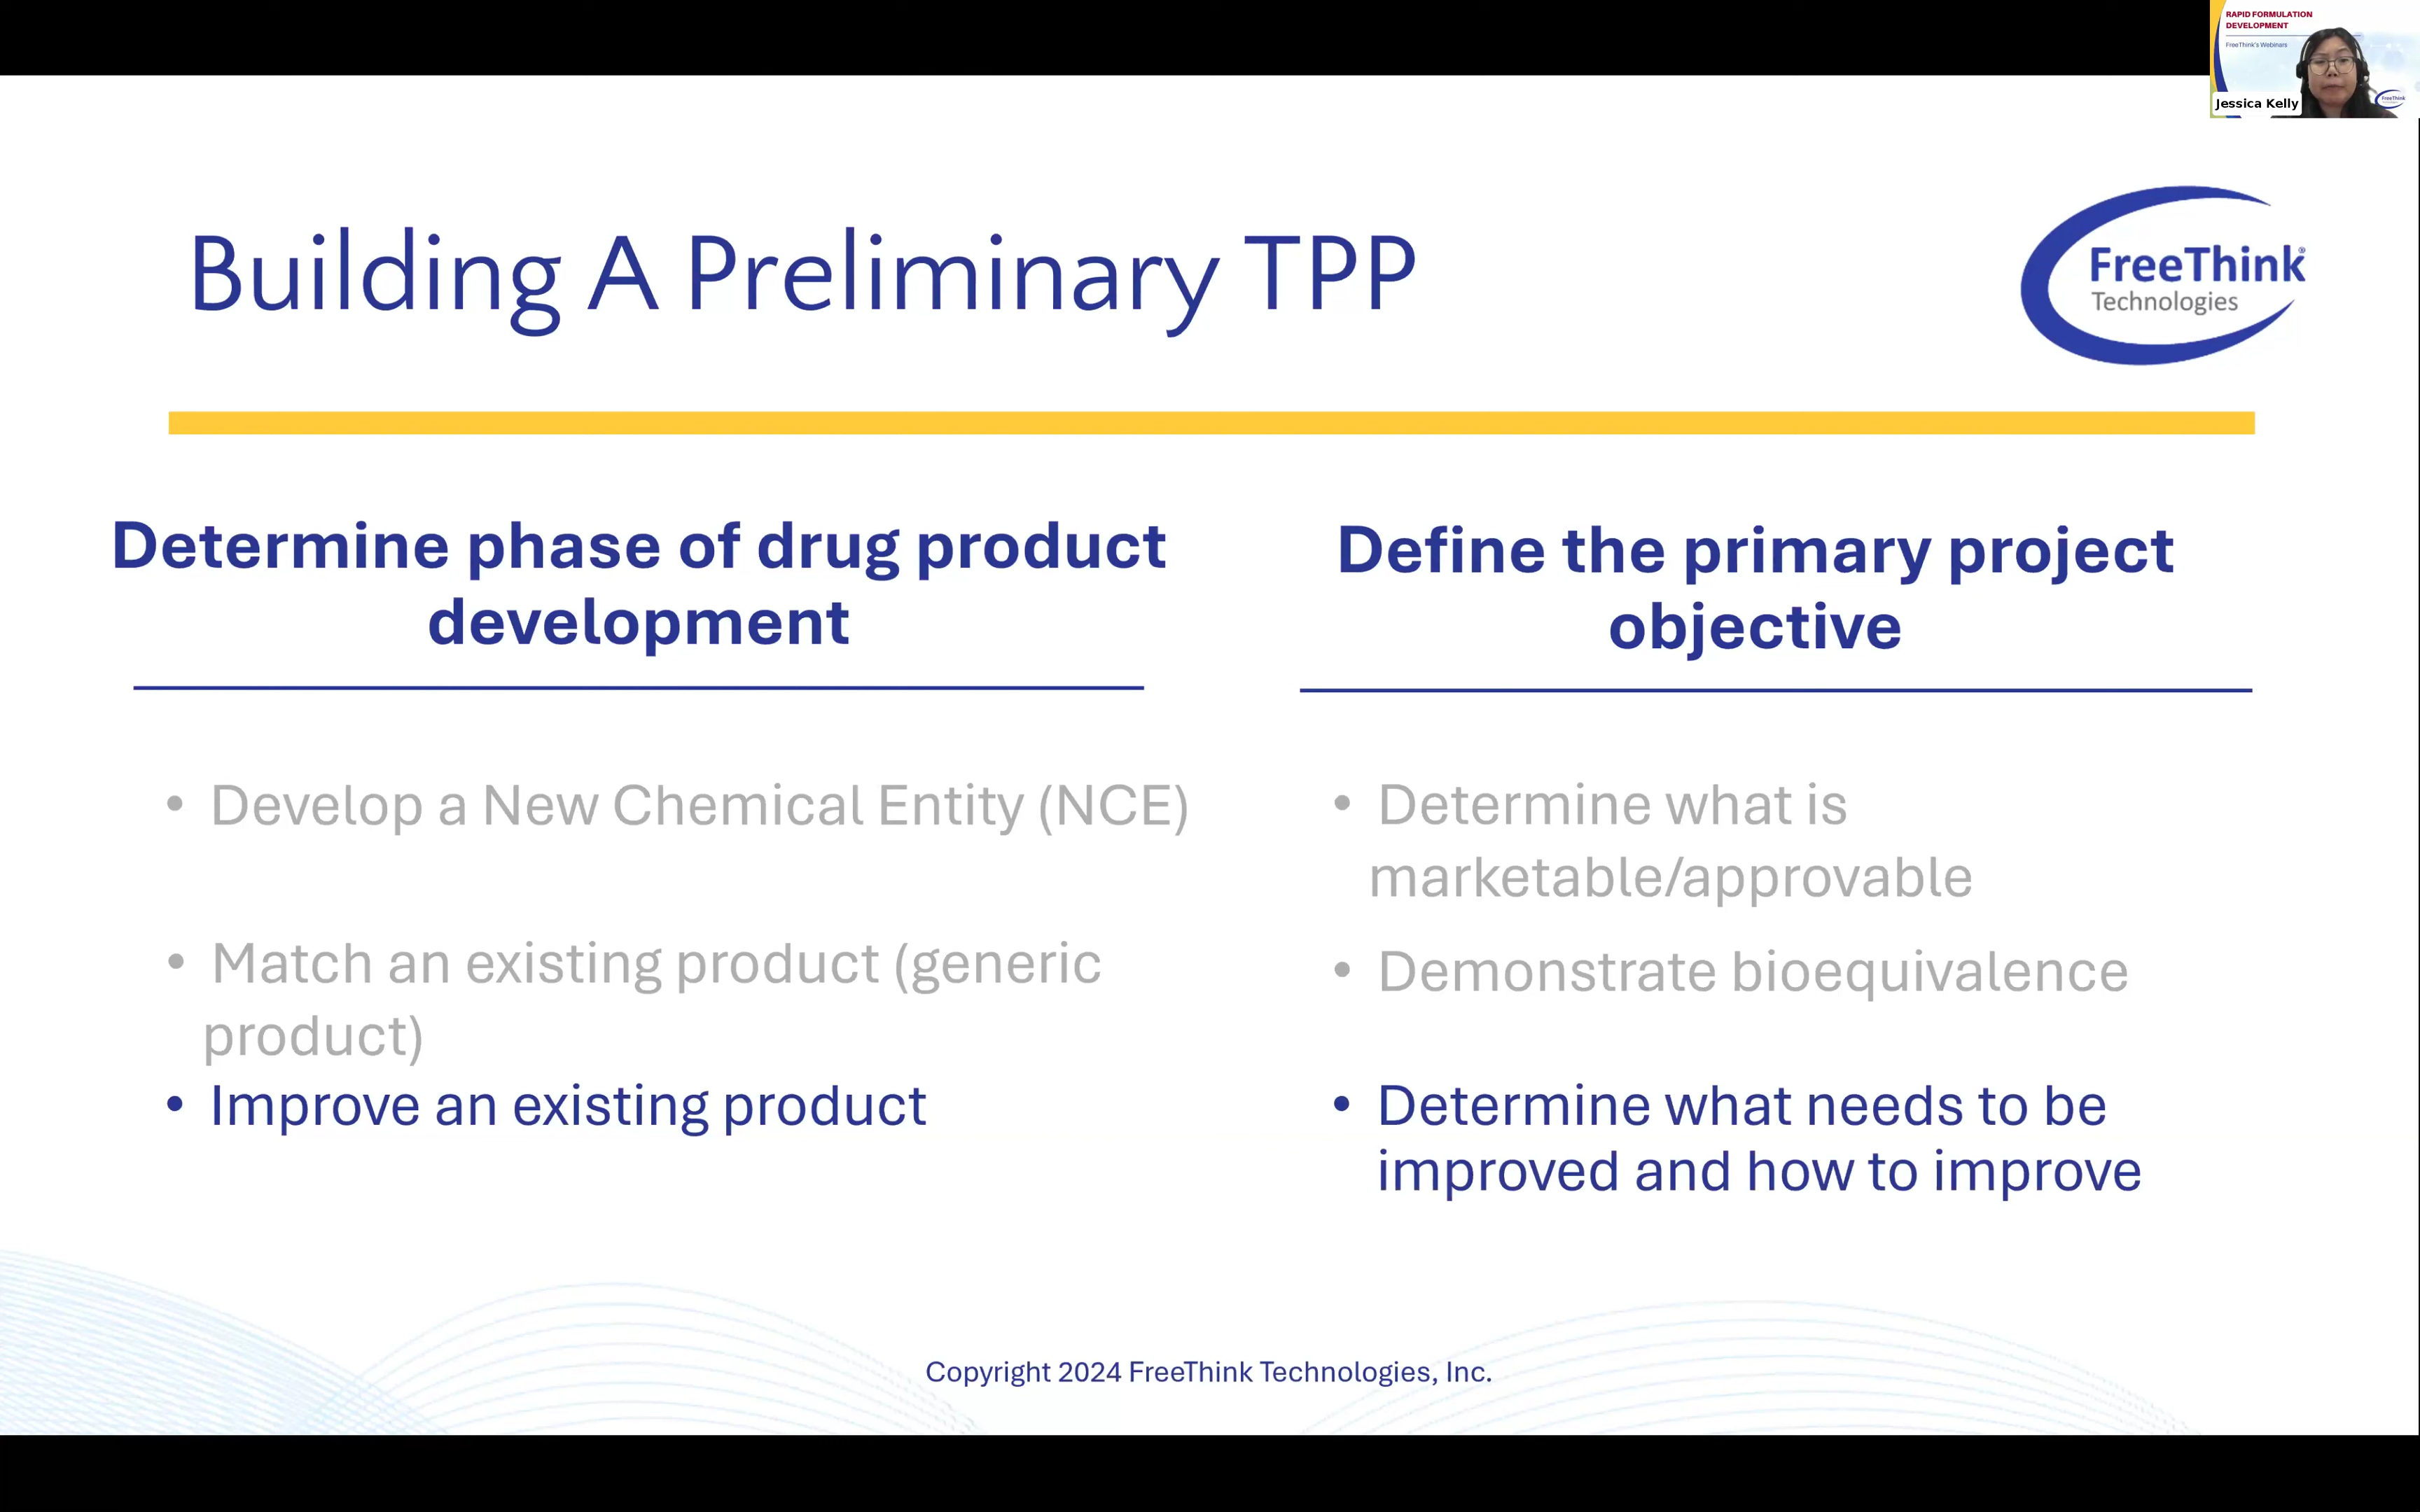 RAPID FORMULATION
DEVELOPMENT
FreeThink's Webinars
Jessica Kelly
FreeThink
Building A Preliminary TPP
FreeThink®
Technologies
Determine phase of drug product
development
• Develop a New Chemical Entity (NCE)
• Match an existing product (generic
product)
• Improve an existing product
Define the primary project
objective
• Determine what is
marketable/approvable
• Demonstrate bioequivalence
• Determine what needs to be
improved and how to improve
Copyright 2024 FreeThink Technologies, Inc.